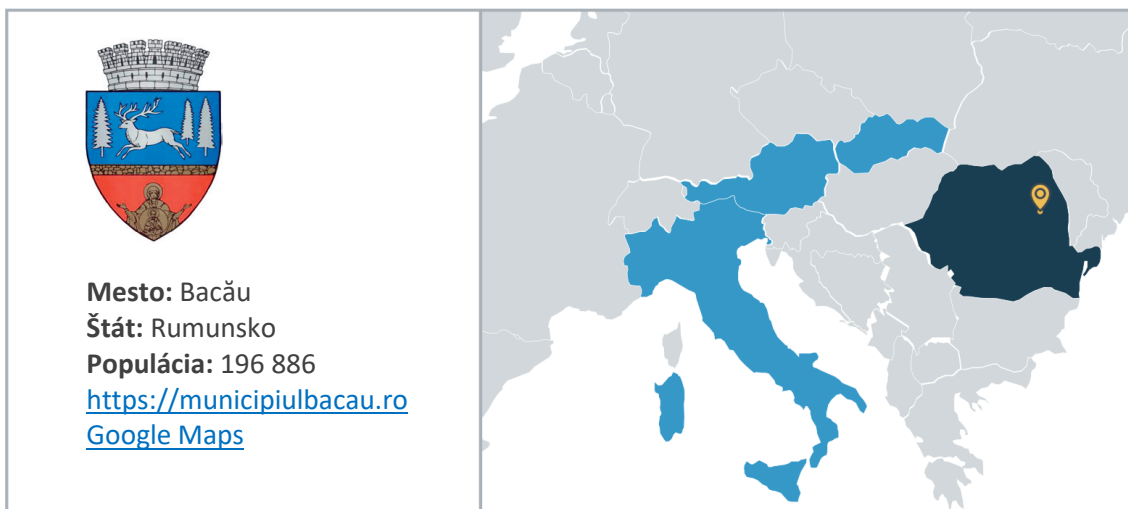 Mesto: Bacău
Štát: Rumunsko
Populácia: 196 886
https://municipiulbacau.ro
Google Maps